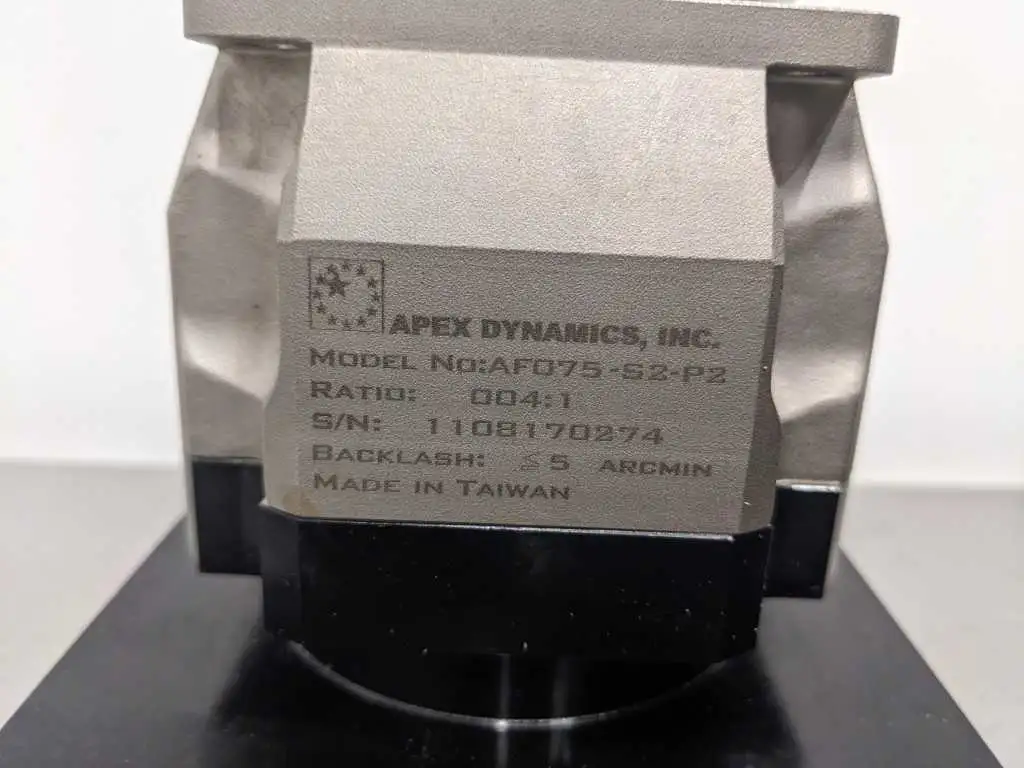 APEX DYNAMICS, INC.
MODEL NO:AF075-S2-P2
RATIO: 004:1
S/N: 1108170274
BACKLASH: ≤5 ARCMIN
MADE IN TAIWAN